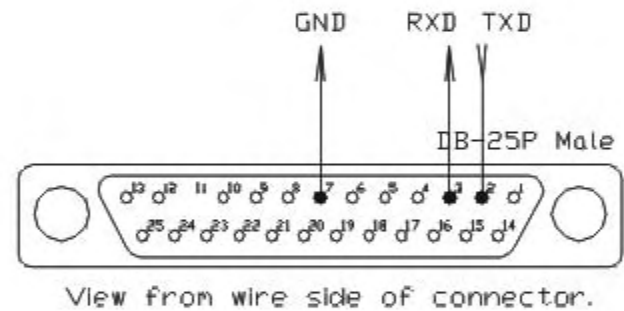 GND RXD TXD
DB-25P Male
13 12 11 10 9 8 7 6 5 4 3 2 1
25 24 23 22 21 20 19 18 17 16 15 14
View from wire side of connector.